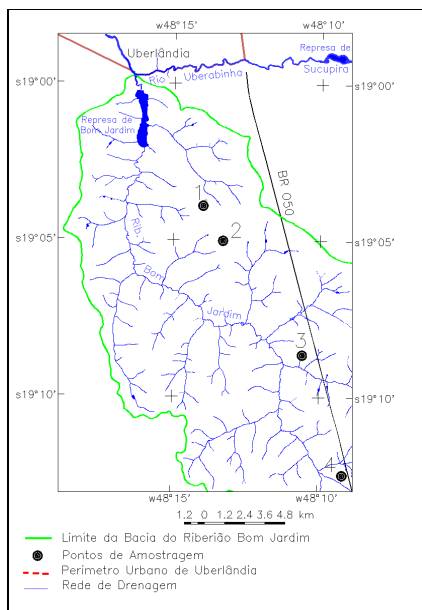 w48°15' w48°10'
Uberlândia
Represa de
Sucupira
s19°00' s19°00'
Rio Uberabinha
Represa de
Bom Jardim
BR 050
1
2
Rib.
s19°05' s19°05'
Bom
Jardim
3
s19°10' s19°10'
4
w48°15' w48°10'
1.2 0 1.2 2.4 3.6 4.8 km
Limite da Bacia do Riberião Bom Jardim
Pontos de Amostragem
Perimetro Urbano de Uberlândia
Rede de Drenagem